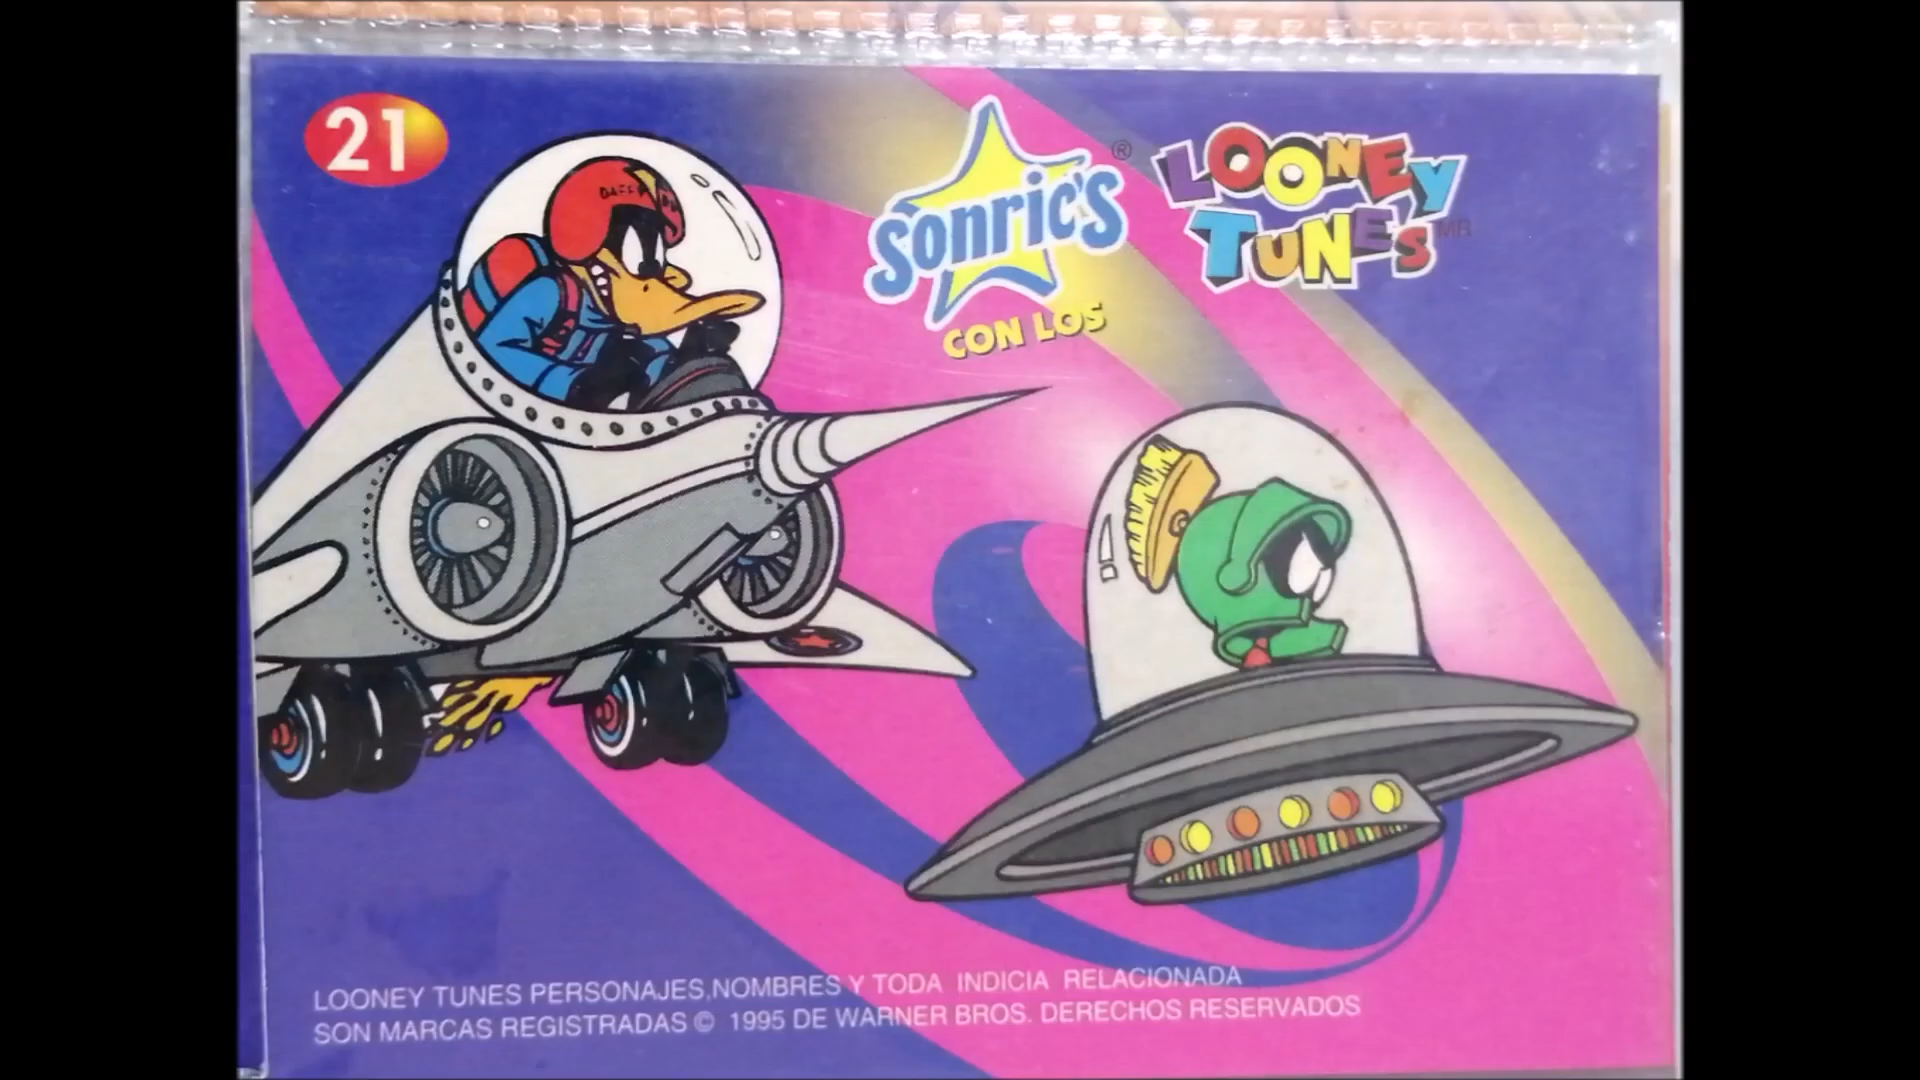 21
Sonric's®
CON LOS
LOONEY
TUNES MR
DAFFY
LOONEY TUNES PERSONAJES,NOMBRES Y TODA INDICIA RELACIONADA
SON MARCAS REGISTRADAS © 1995 DE WARNER BROS. DERECHOS RESERVADOS